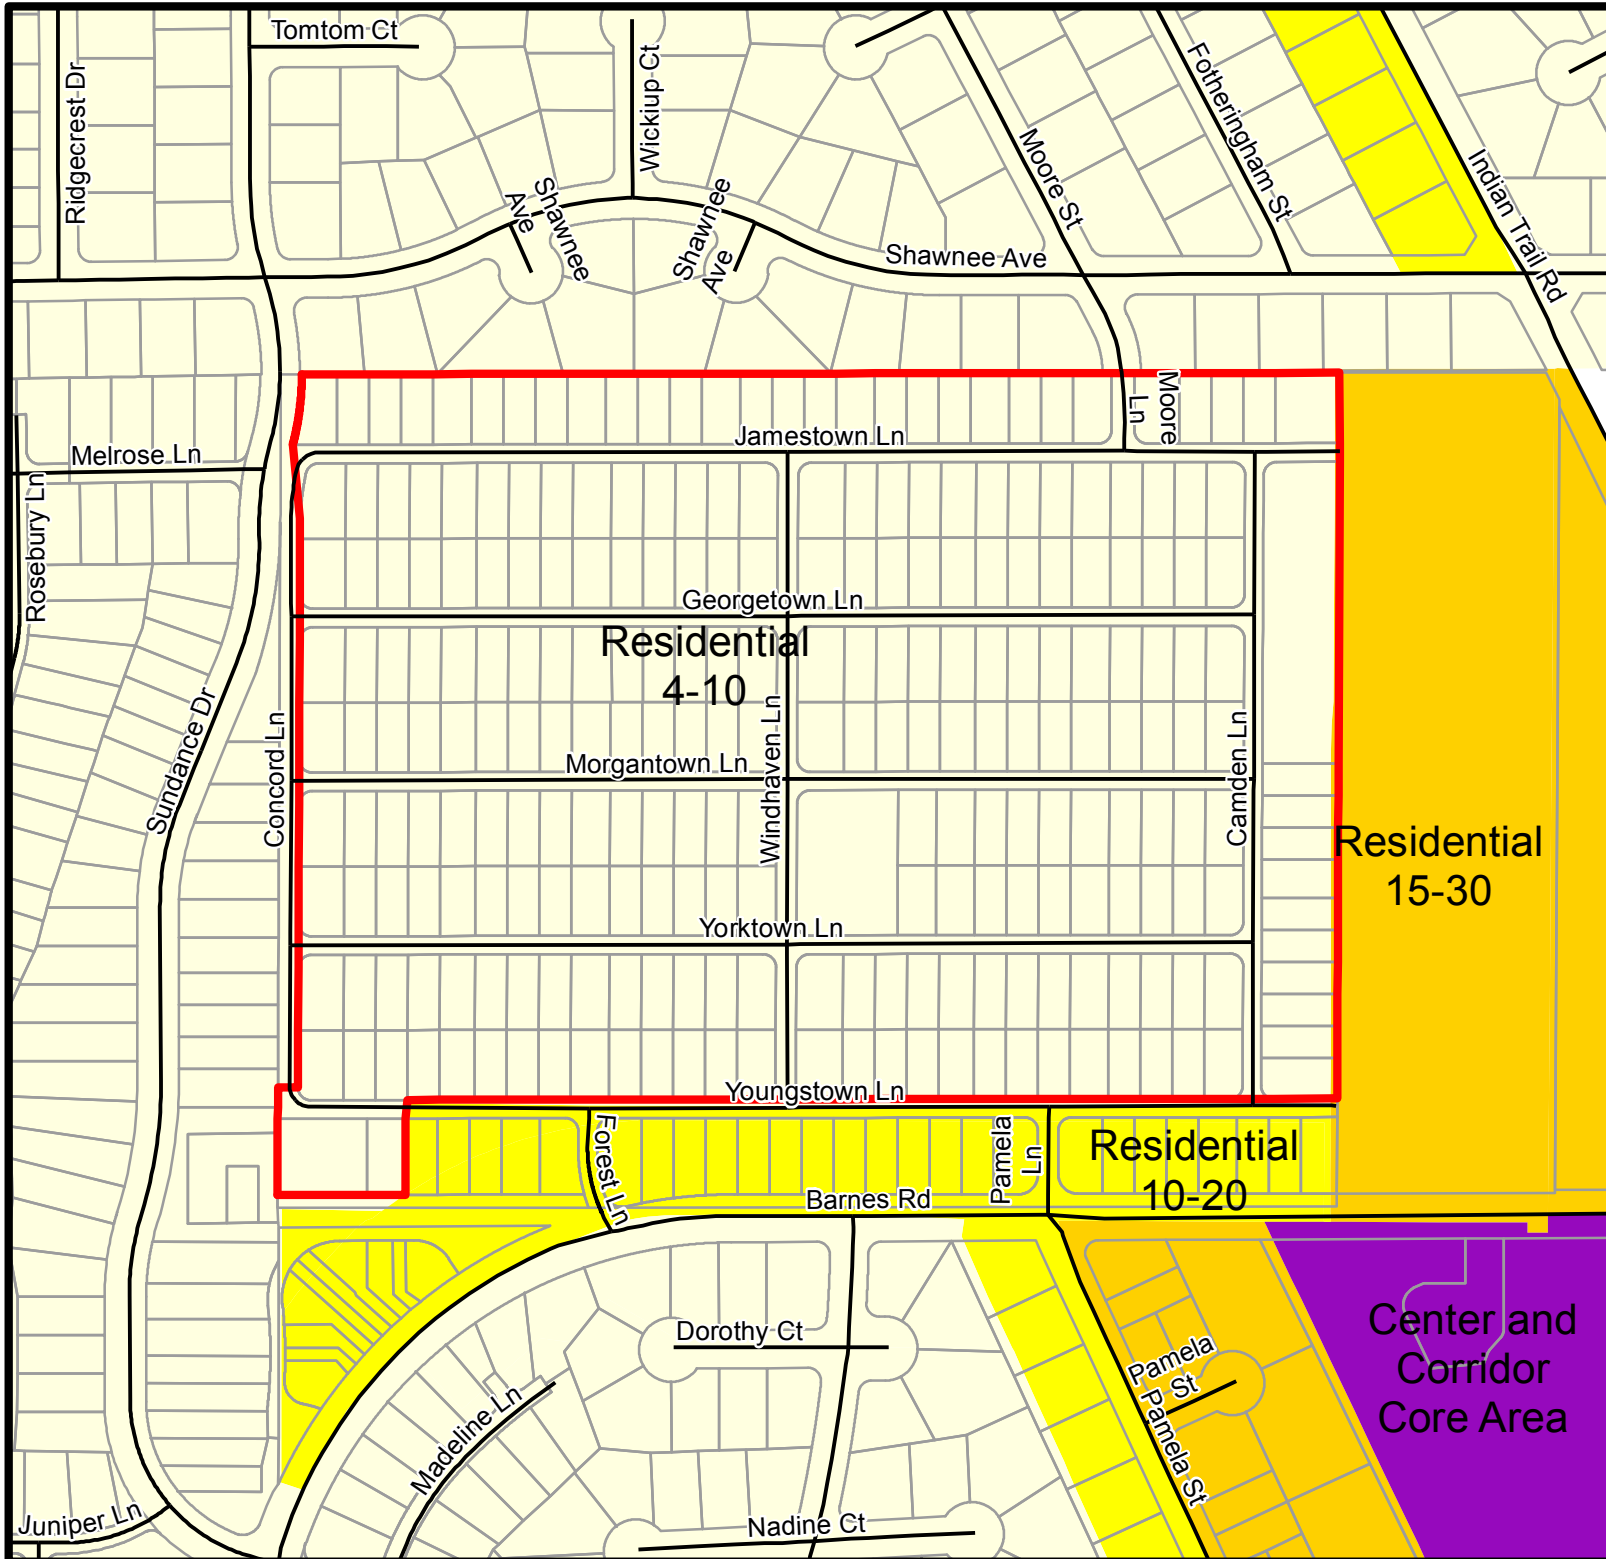 Tomtom Ct
Ridgecrest Dr
Wickiup Ct
Shawnee
Ave
Shawnee
Ave
Moore St
Fotheringham St
Indian Trail Rd
Shawnee Ave
Moore
Ln
Jamestown Ln
Melrose Ln
Rosebury Ln
Georgetown Ln
Residential
4-10
Sundance Dr
Concord Ln
Windhaven Ln
Camden Ln
Morgantown Ln
Residential
15-30
Yorktown Ln
Youngstown Ln
Forest Ln
Pamela
Ln
Residential
10-20
Barnes Rd
Dorothy Ct
Madeline Ln
Pamela
St
Pamela St
Center and
Corridor
Core Area
Juniper Ln
Nadine Ct